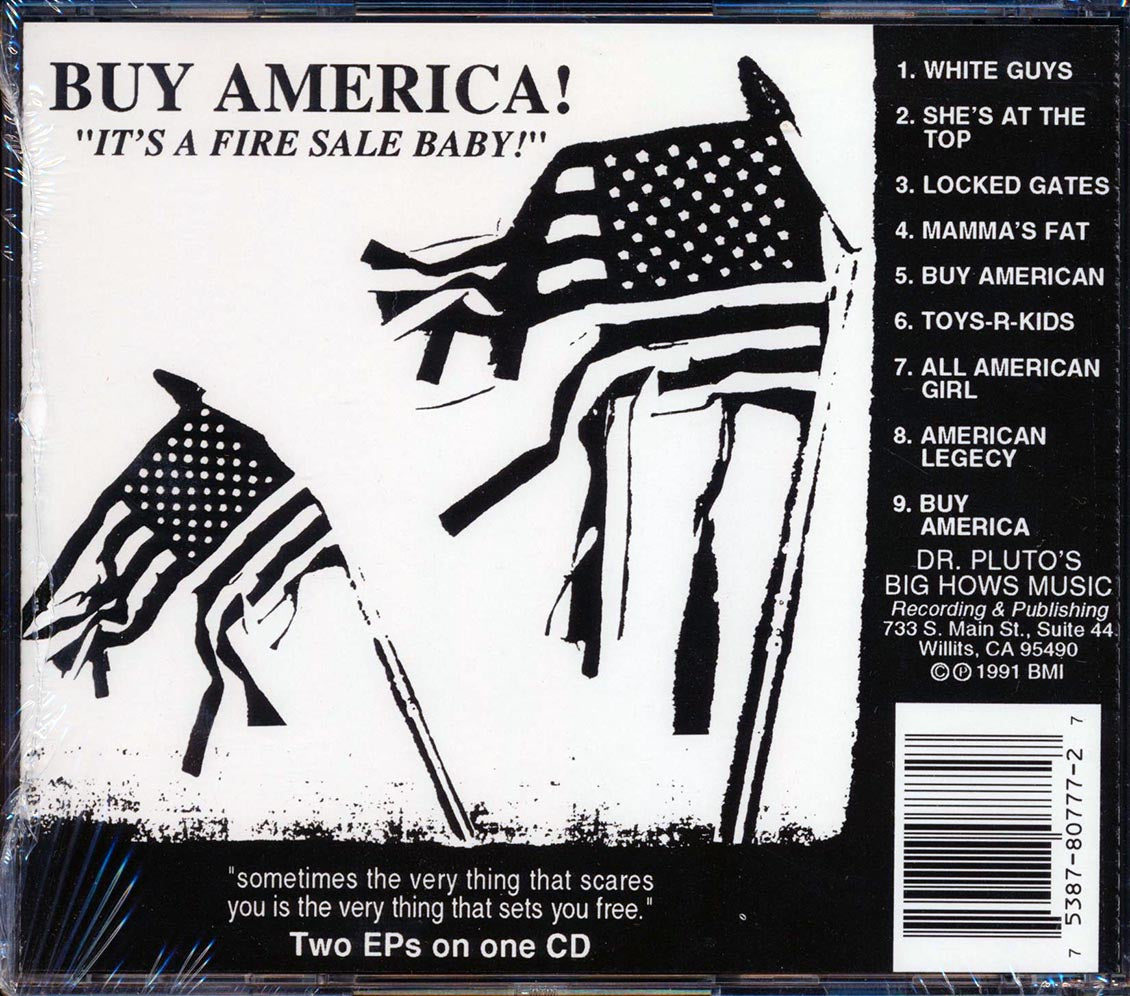 BUY AMERICA!
"IT'S A FIRE SALE BABY!'"
1. WHITE GUYS
2. SHE'S AT THE
TOP
3. LOCKED GATES
4. MAMMA'S FAT
5. BUY AMERICAN
6. TOYS-R-KIDS
7. ALL AMERICAN
GIRL
8. AMERICAN
LEGECY
9. BUY
AMERICA
DR. PLUTO'S
BIG HOWS MUSIC
Recording & Publishing
733 S. Main St., Suite 44
Willits, CA 95490
© ℗ 1991 BMI
7 5387-80777-2 7
"sometimes the very thing that scares
you is the very thing that sets you free."
Two EPs on one CD